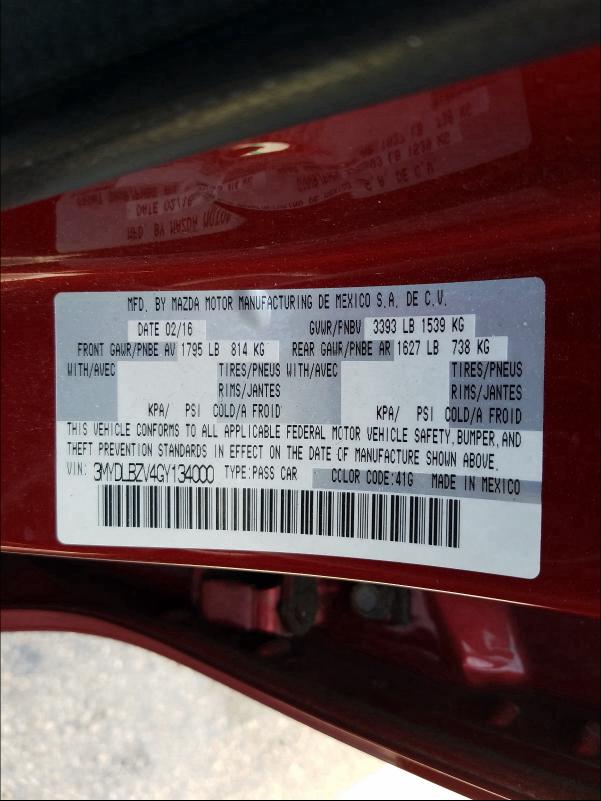 MFD. BY MAZDA MOTOR MANUFACTURING DE MEXICO S.A. DE C.V.
DATE 02/16 GVWR/PNBV 3393 LB 1539 KG
FRONT GAWR/PNBE AV 1795 LB 814 KG REAR GAWR/PNBE AR 1627 LB 738 KG
WITH/AVEC TIRES/PNEUS WITH/AVEC TIRES/PNEUS
RIMS/JANTES RIMS/JANTES
KPA/ PSI COLD/A FROID KPA/ PSI COLD/A FROID
THIS VEHICLE CONFORMS TO ALL APPLICABLE FEDERAL MOTOR VEHICLE SAFETY, BUMPER, AND
THEFT PREVENTION STANDARDS IN EFFECT ON THE DATE OF MANUFACTURE SHOWN ABOVE.
VIN: 3MYDLBZV4GY134000 TYPE:PASS CAR COLOR CODE:41G MADE IN MEXICO